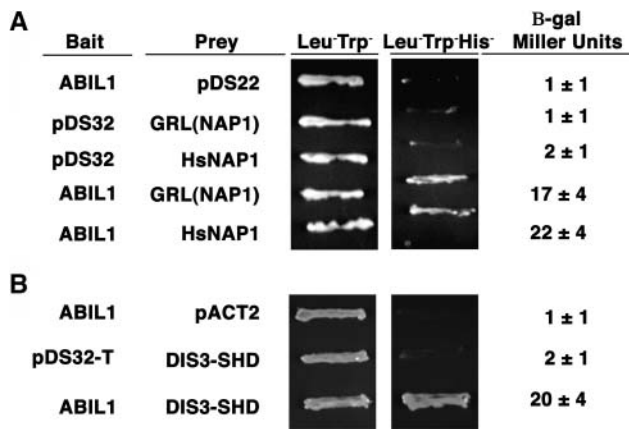 A
Bait Prey Leu⁻Trp⁻ Leu⁻Trp⁻His⁻ B-gal Miller Units
ABIL1 pDS22 1 ± 1
pDS32 GRL(NAP1) 1 ± 1
pDS32 HsNAP1 2 ± 1
ABIL1 GRL(NAP1) 17 ± 4
ABIL1 HsNAP1 22 ± 4
B
ABIL1 pACT2 1 ± 1
pDS32-T DIS3-SHD 2 ± 1
ABIL1 DIS3-SHD 20 ± 4